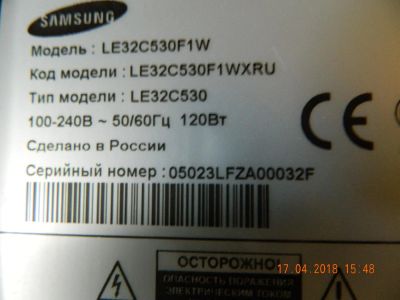 SAMSUNG
Модель : LE32C530F1W
Код модели : LE32C530F1WXRU
Тип модели : LE32C530
100-240В ~ 50/60Гц 120Вт
Сделано в России
Серийный номер : 05023LFZA00032F
CE
ОСТОРОЖНО!
ОПАСНОСТЬ ПОРАЖЕНИЯ
ЭЛЕКТРИЧЕСКИМ ТОКОМ
17.04.2018 15:48